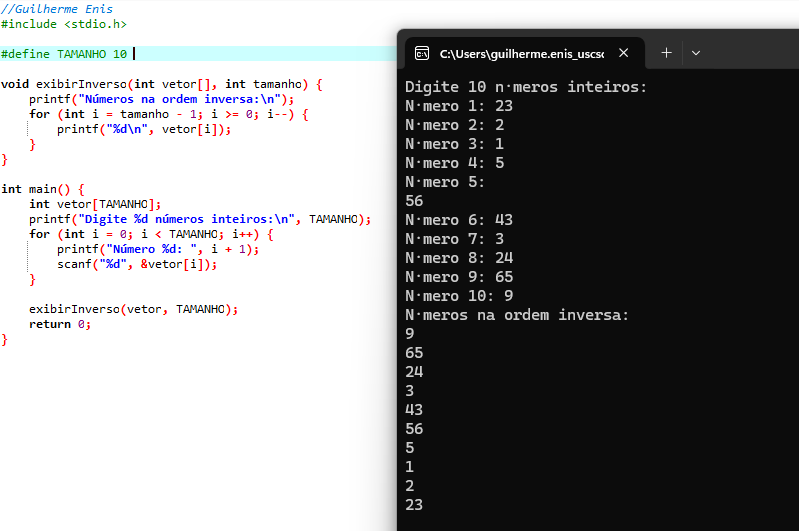 //Guilherme Enis
#include <stdio.h>
#define TAMANHO 10
void exibirInverso(int vetor[], int tamanho) {
    printf("Números na ordem inversa:\n");
    for (int i = tamanho - 1; i >= 0; i--) {
        printf("%d\n", vetor[i]);
    }
}
int main() {
    int vetor[TAMANHO];
    printf("Digite %d números inteiros:\n", TAMANHO);
    for (int i = 0; i < TAMANHO; i++) {
        printf("Número %d: ", i + 1);
        scanf("%d", &vetor[i]);
    }
    exibirInverso(vetor, TAMANHO);
    return 0;
}
C:\Users\guilherme.enis_uscsc
Digite 10 n·meros inteiros:
N·mero 1: 23
N·mero 2: 2
N·mero 3: 1
N·mero 4: 5
N·mero 5:
56
N·mero 6: 43
N·mero 7: 3
N·mero 8: 24
N·mero 9: 65
N·mero 10: 9
N·meros na ordem inversa:
9
65
24
3
43
56
5
1
2
23